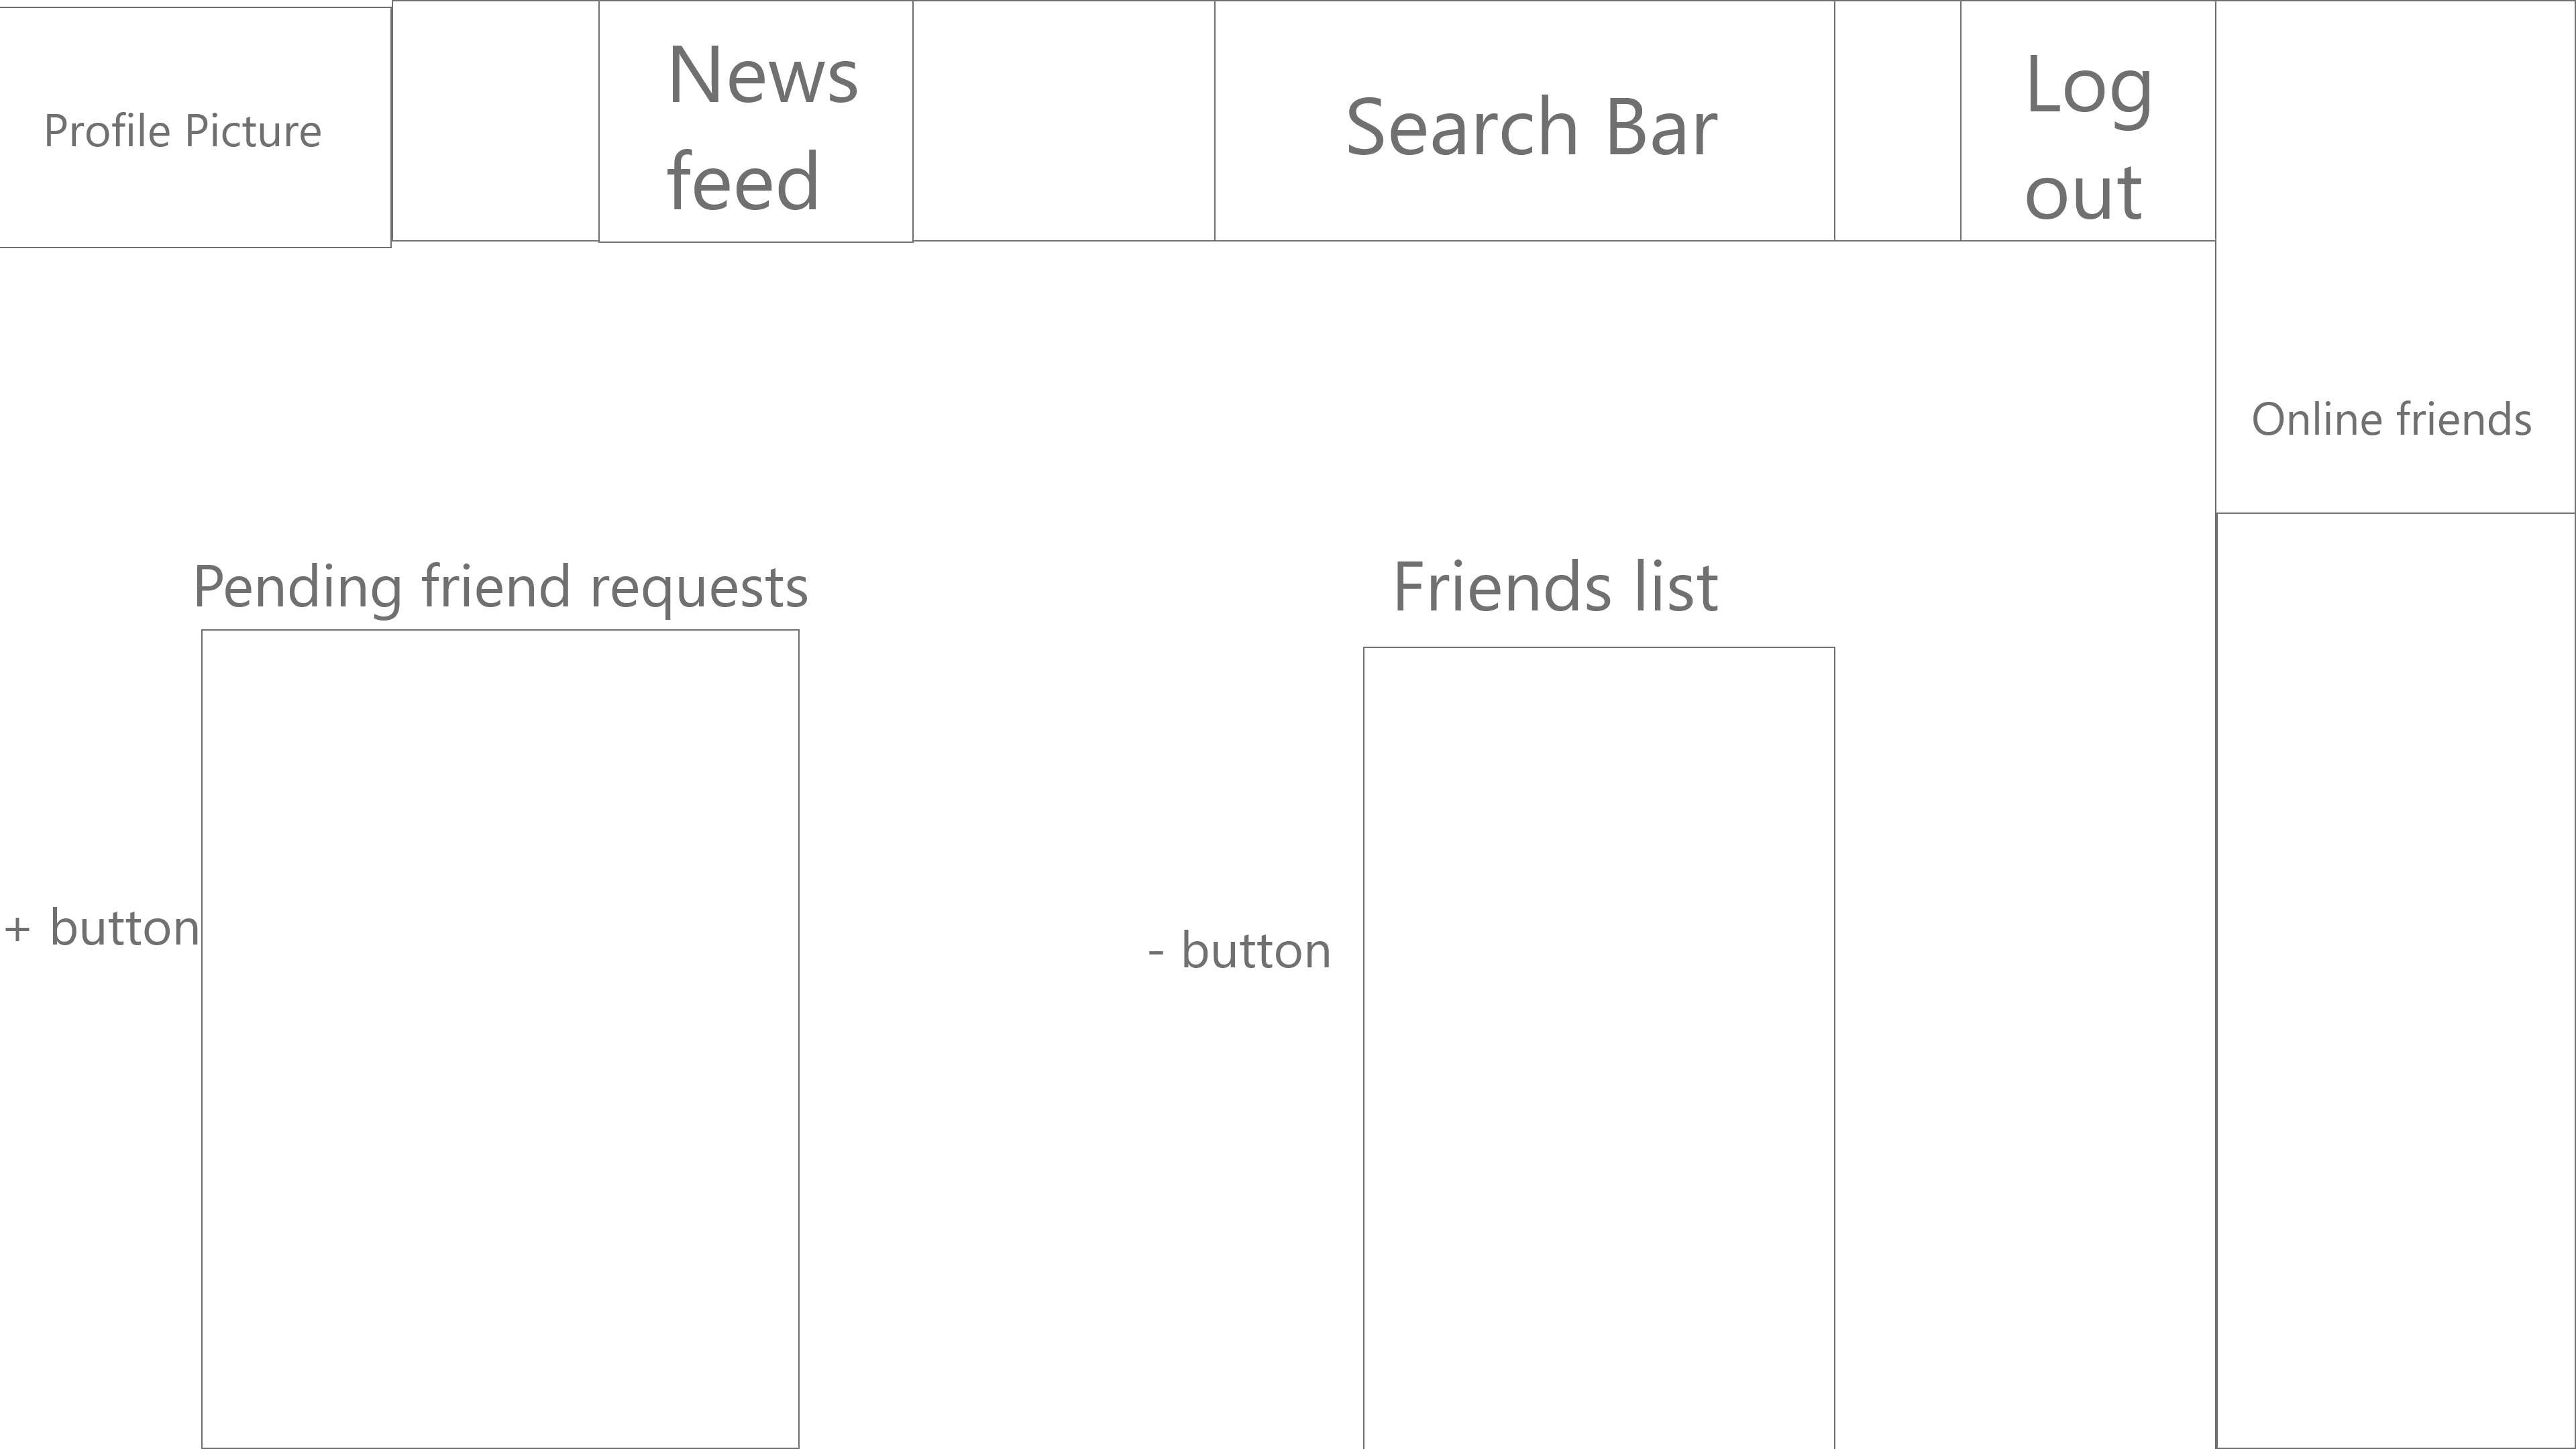 Profile Picture
News
feed
Search Bar
Log
out
Online friends
Pending friend requests
Friends list
+ button
- button